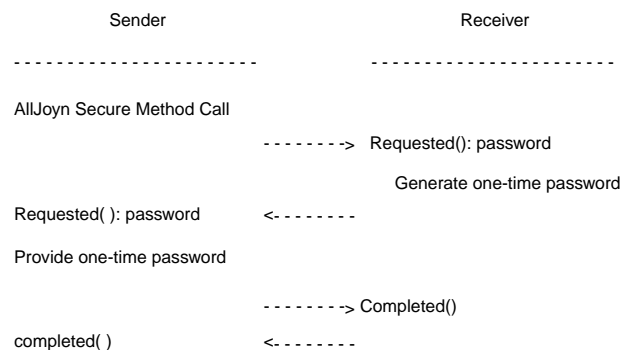 Sender Receiver
- - - - - - - - - - - - - - - - - - - - - - - - - - - - - - - - - - - - - - - - - - - - - -
AllJoyn Secure Method Call
- - - - - - - -> Requested(): password
Generate one-time password
Requested( ): password <- - - - - - - -
Provide one-time password
- - - - - - - -> Completed()
completed( ) <- - - - - - - -